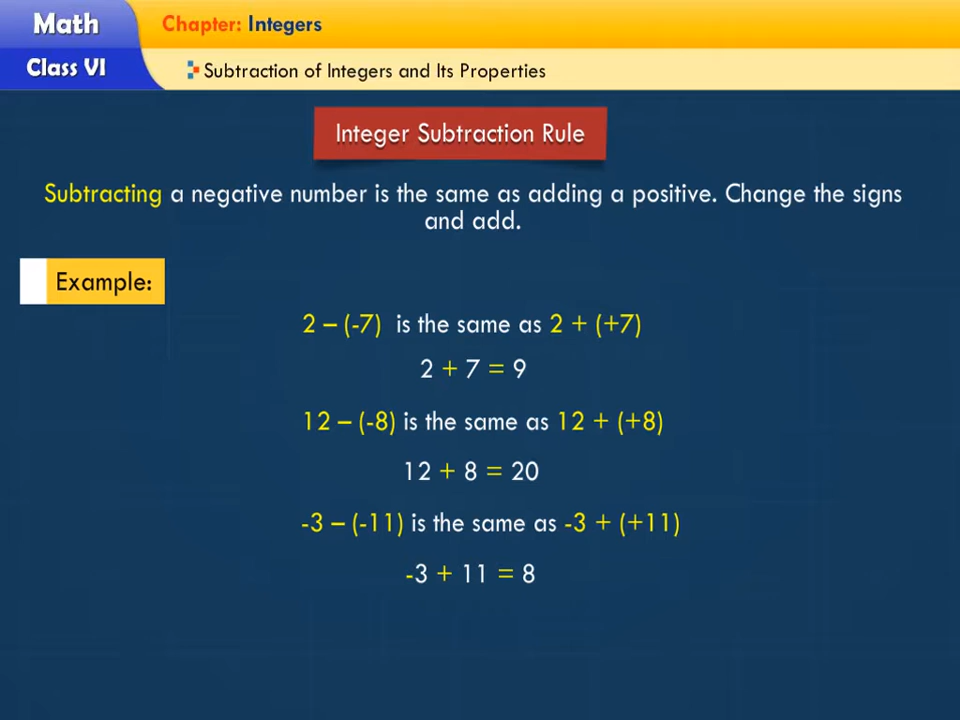 Math
Chapter: Integers
Class VI
Subtraction of Integers and Its Properties
Integer Subtraction Rule
Subtracting a negative number is the same as adding a positive. Change the signs
and add.
Example:
2 – (-7) is the same as 2 + (+7)
2 + 7 = 9
12 – (-8) is the same as 12 + (+8)
12 + 8 = 20
-3 – (-11) is the same as -3 + (+11)
-3 + 11 = 8